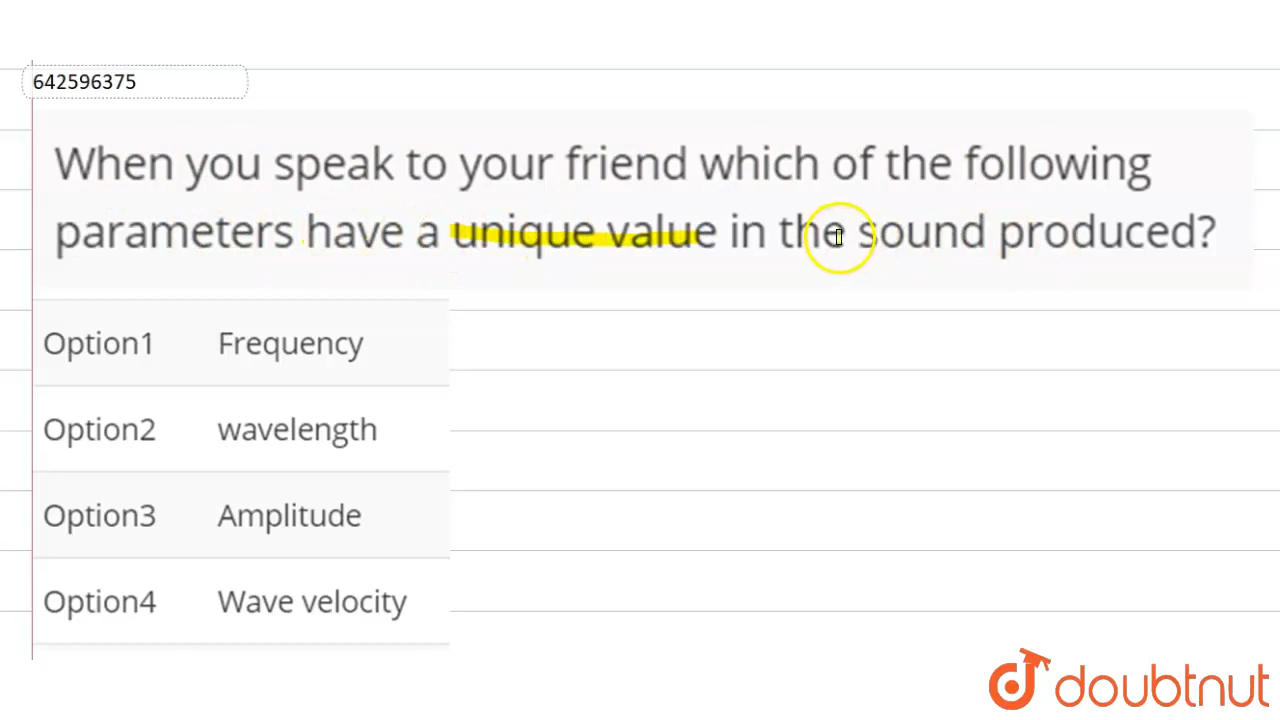 642596375
When you speak to your friend which of the following
parameters have a unique value in the sound produced?
Option1 Frequency
Option2 wavelength
Option3 Amplitude
Option4 Wave velocity
doubtnut